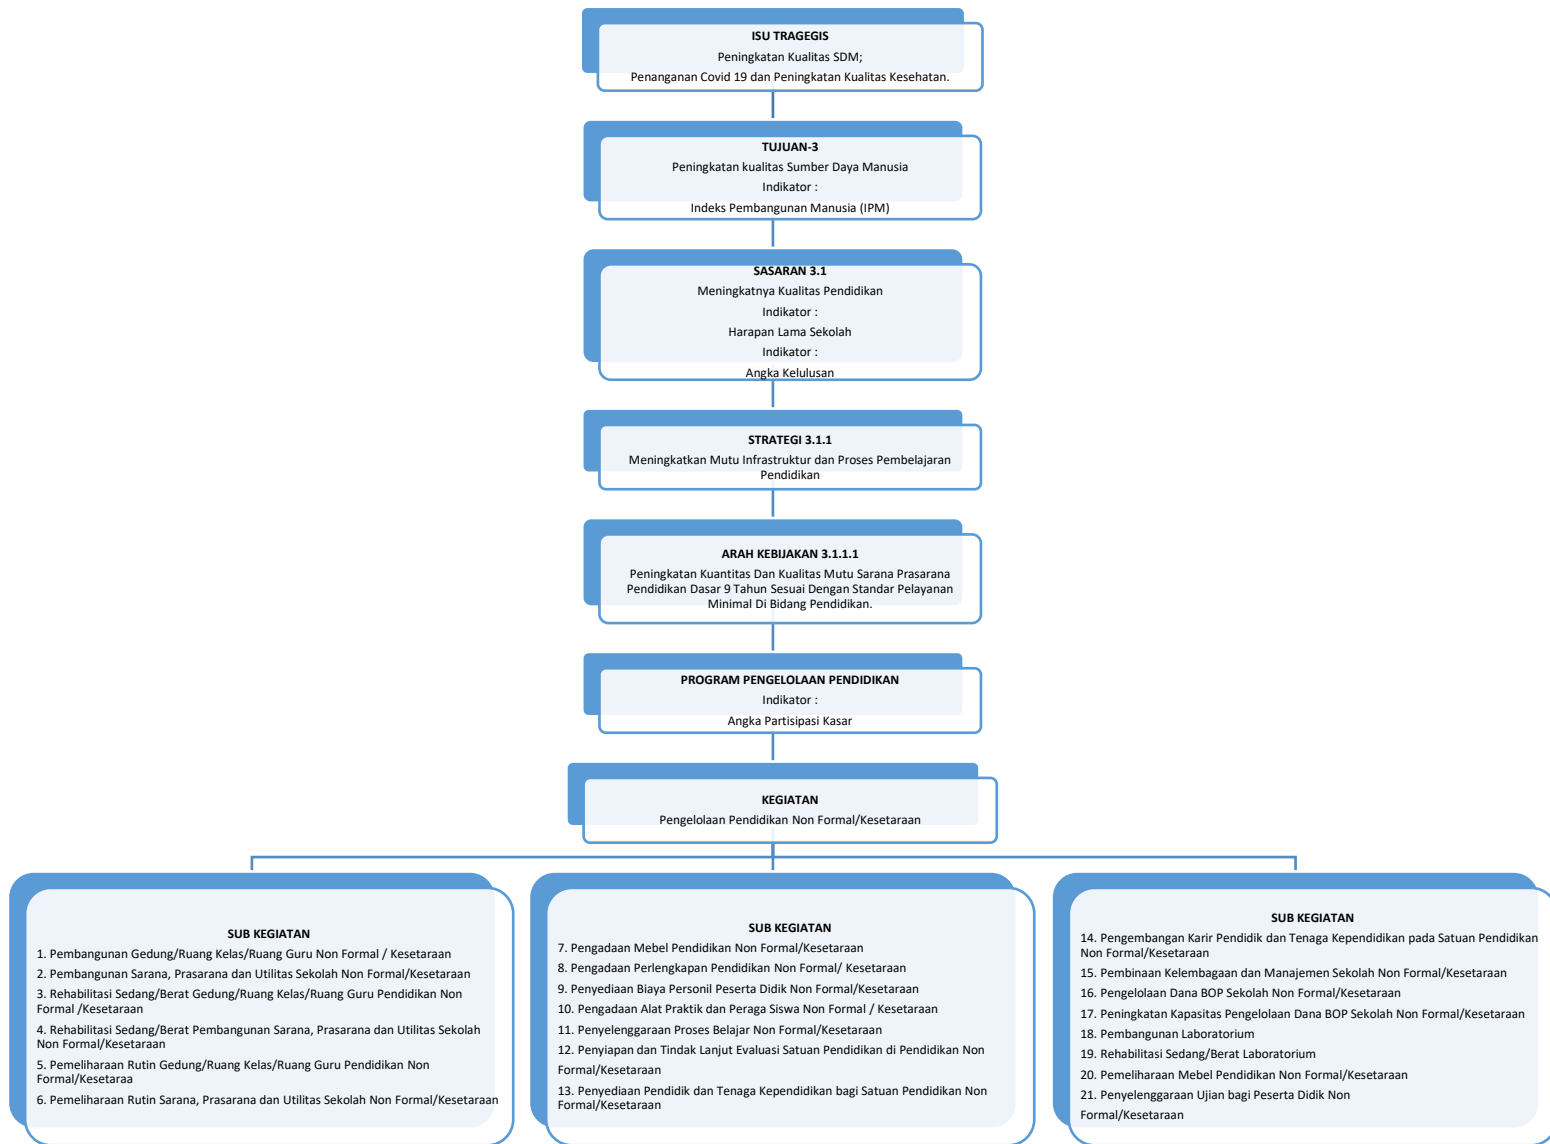 ISU TRAGEGIS
Peningkatan Kualitas SDM;
Penanganan Covid 19 dan Peningkatan Kualitas Kesehatan.
TUJUAN-3
Peningkatan kualitas Sumber Daya Manusia
Indikator :
Indeks Pembangunan Manusia (IPM)
SASARAN 3.1
Meningkatnya Kualitas Pendidikan
Indikator :
Harapan Lama Sekolah
Indikator :
Angka Kelulusan
STRATEGI 3.1.1
Meningkatkan Mutu Infrastruktur dan Proses Pembelajaran
Pendidikan
ARAH KEBIJAKAN 3.1.1.1
Peningkatan Kuantitas Dan Kualitas Mutu Sarana Prasarana
Pendidikan Dasar 9 Tahun Sesuai Dengan Standar Pelayanan
Minimal Di Bidang Pendidikan.
PROGRAM PENGELOLAAN PENDIDIKAN
Indikator :
Angka Partisipasi Kasar
KEGIATAN
Pengelolaan Pendidikan Non Formal/Kesetaraan
SUB KEGIATAN
1. Pembangunan Gedung/Ruang Kelas/Ruang Guru Non Formal / Kesetaraan
2. Pembangunan Sarana, Prasarana dan Utilitas Sekolah Non Formal/Kesetaraan
3. Rehabilitasi Sedang/Berat Gedung/Ruang Kelas/Ruang Guru Pendidikan Non
Formal /Kesetaraan
4. Rehabilitasi Sedang/Berat Pembangunan Sarana, Prasarana dan Utilitas Sekolah
Non Formal/Kesetaraan
5. Pemeliharaan Rutin Gedung/Ruang Kelas/Ruang Guru Pendidikan Non
Formal/Kesetaraa
6. Pemeliharaan Rutin Sarana, Prasarana dan Utilitas Sekolah Non Formal/Kesetaraan
SUB KEGIATAN
7. Pengadaan Mebel Pendidikan Non Formal/Kesetaraan
8. Pengadaan Perlengkapan Pendidikan Non Formal/ Kesetaraan
9. Penyediaan Biaya Personil Peserta Didik Non Formal/Kesetaraan
10. Pengadaan Alat Praktik dan Peraga Siswa Non Formal / Kesetaraan
11. Penyelenggaraan Proses Belajar Non Formal/Kesetaraan
12. Penyiapan dan Tindak Lanjut Evaluasi Satuan Pendidikan di Pendidikan Non
Formal/Kesetaraan
13. Penyediaan Pendidik dan Tenaga Kependidikan bagi Satuan Pendidikan Non
Formal/Kesetaraan
SUB KEGIATAN
14. Pengembangan Karir Pendidik dan Tenaga Kependidikan pada Satuan Pendidikan
Non Formal/Kesetaraan
15. Pembinaan Kelembagaan dan Manajemen Sekolah Non Formal/Kesetaraan
16. Pengelolaan Dana BOP Sekolah Non Formal/Kesetaraan
17. Peningkatan Kapasitas Pengelolaan Dana BOP Sekolah Non Formal/Kesetaraan
18. Pembangunan Laboratorium
19. Rehabilitasi Sedang/Berat Laboratorium
20. Pemeliharaan Mebel Pendidikan Non Formal/Kesetaraan
21. Penyelenggaraan Ujian bagi Peserta Didik Non
Formal/Kesetaraan